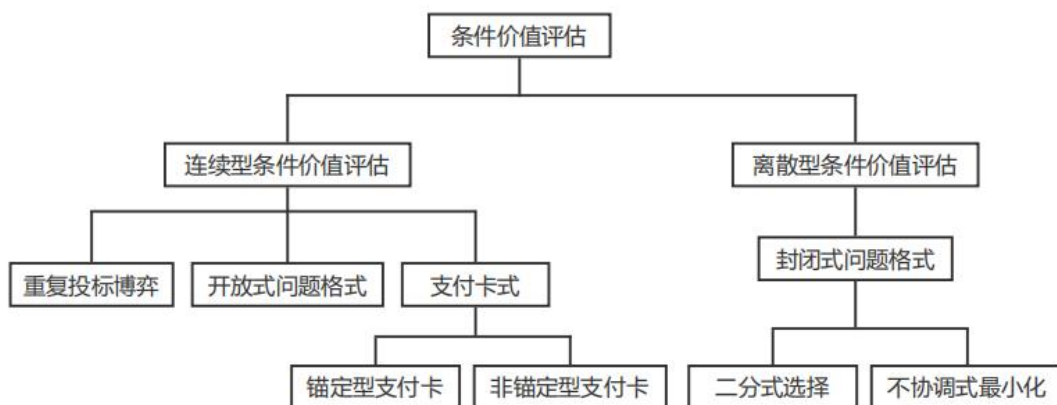 条件价值评估
连续型条件价值评估
离散型条件价值评估
重复投标博弈
开放式问题格式
支付卡式
封闭式问题格式
锚定型支付卡
非锚定型支付卡
二分式选择
不协调式最小化